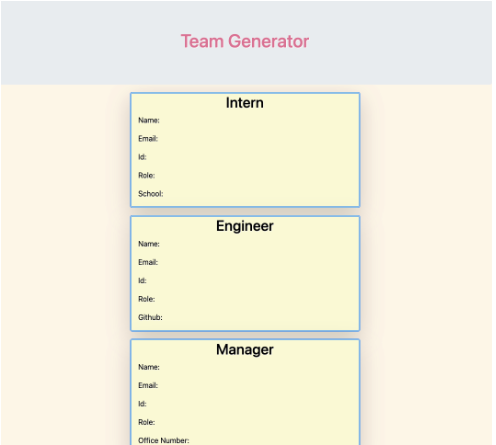 Team Generator
Intern
Name:
Email:
Id:
Role:
School:
Engineer
Name:
Email:
Id:
Role:
Github:
Manager
Name:
Email:
Id:
Role:
Office Number: